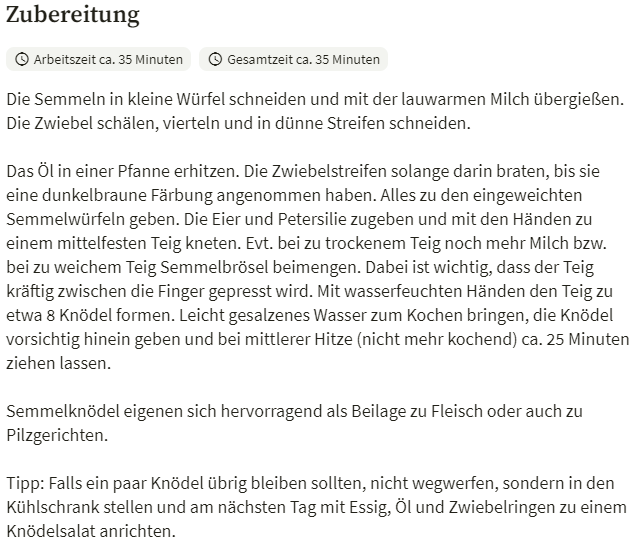 Zubereitung
Arbeitszeit ca. 35 Minuten Gesamtzeit ca. 35 Minuten
Die Semmeln in kleine Würfel schneiden und mit der lauwarmen Milch übergießen.
Die Zwiebel schälen, vierteln und in dünne Streifen schneiden.
Das Öl in einer Pfanne erhitzen. Die Zwiebelstreifen solange darin braten, bis sie
eine dunkelbraune Färbung angenommen haben. Alles zu den eingeweichten
Semmelwürfeln geben. Die Eier und Petersilie zugeben und mit den Händen zu
einem mittelfesten Teig kneten. Evt. bei zu trockenem Teig noch mehr Milch bzw.
bei zu weichem Teig Semmelbrösel beimengen. Dabei ist wichtig, dass der Teig
kräftig zwischen die Finger gepresst wird. Mit wasserfeuchten Händen den Teig zu
etwa 8 Knödel formen. Leicht gesalzenes Wasser zum Kochen bringen, die Knödel
vorsichtig hinein geben und bei mittlerer Hitze (nicht mehr kochend) ca. 25 Minuten
ziehen lassen.
Semmelknödel eigenen sich hervorragend als Beilage zu Fleisch oder auch zu
Pilzgerichten.
Tipp: Falls ein paar Knödel übrig bleiben sollten, nicht wegwerfen, sondern in den
Kühlschrank stellen und am nächsten Tag mit Essig, Öl und Zwiebelringen zu einem
Knödelsalat anrichten.